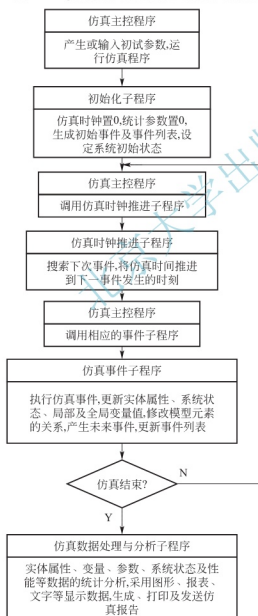 仿真主控程序
产生或输入初试参数,运
行仿真程序
初始化子程序
仿真时钟置0,统计参数置0,
生成初始事件及事件列表,设
定系统初始状态
仿真主控程序
调用仿真时钟推进子程序
仿真时钟推进子程序
搜索下次事件,将仿真时间推进
到下一事件发生的时刻
仿真主控程序
调用相应的事件子程序
仿真事件子程序
执行仿真事件,更新实体属性、系统状
态、局部及全局变量值,修改模型元素
的关系,产生未来事件,更新事件列表
仿真结束?
N
Y
仿真数据处理与分析子程序
实体属性、变量、参数、系统状态及性
能等数据的统计分析,采用图形、报表、
文字等显示数据,生成、打印及发送仿
真报告
北京大学出